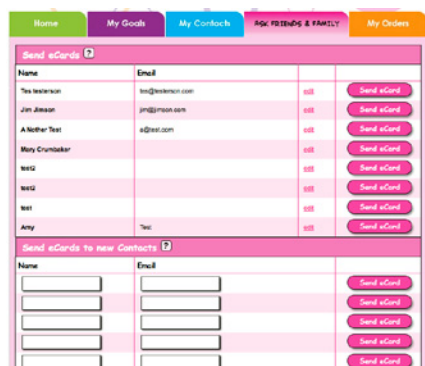 Home My Goals My Contacts ASK FRIENDS & FAMILY My Orders
Send eCards ?
Name Email
Tes testerson tes@testerson.com edit Send eCard
Jim Jimson jim@jimson.com edit Send eCard
A Nother Test a@test.com edit Send eCard
Mary Crumbaker edit Send eCard
test2 edit Send eCard
test2 edit Send eCard
test edit Send eCard
Amy Test edit Send eCard
Send eCards to new Contacts ?
Name Email
Send eCard
Send eCard
Send eCard
Send eCard
Send eCard